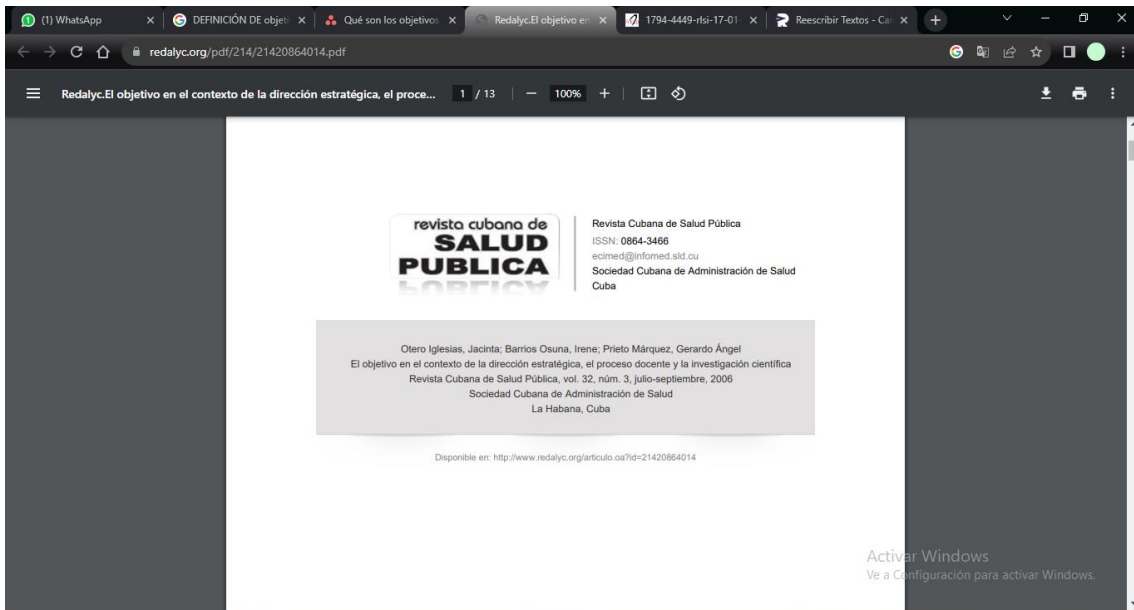 (1) WhatsApp
DEFINICIÓN DE objeti
Qué son los objetivos
Redalyc.El objetivo en
1794-4449-rlsi-17-01-
Reescribir Textos - Ca
redalyc.org/pdf/214/21420864014.pdf
Redalyc.El objetivo en el contexto de la dirección estratégica, el proce...
1 / 13
100%
revista cubana de
SALUD
PUBLICA
Revista Cubana de Salud Pública
ISSN: 0864-3466
ecimed@infomed.sld.cu
Sociedad Cubana de Administración de Salud
Cuba
Otero Iglesias, Jacinta; Barrios Osuna, Irene; Prieto Márquez, Gerardo Ángel
El objetivo en el contexto de la dirección estratégica, el proceso docente y la investigación científica
Revista Cubana de Salud Pública, vol. 32, núm. 3, julio-septiembre, 2006
Sociedad Cubana de Administración de Salud
La Habana, Cuba
Disponible en: http://www.redalyc.org/articulo.oa?id=21420864014
Activar Windows
Ve a Configuración para activar Windows.